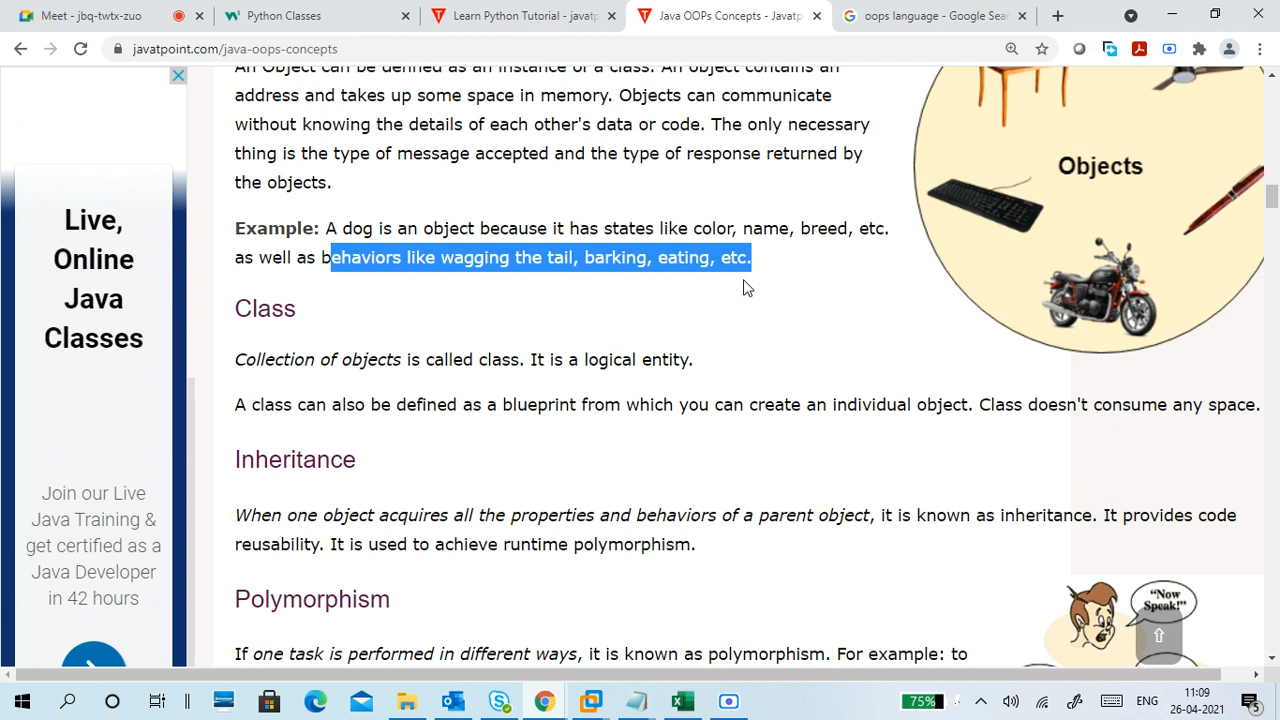 Meet - jbq-twtx-zuo
Python Classes
Learn Python Tutorial - javatp
Java OOPs Concepts - Javatpoint
oops language - Google Sear
javatpoint.com/java-oops-concepts
An Object can be defined as an instance of a class. An object contains an
address and takes up some space in memory. Objects can communicate
without knowing the details of each other's data or code. The only necessary
thing is the type of message accepted and the type of response returned by
the objects.
Example: A dog is an object because it has states like color, name, breed, etc.
as well as behaviors like wagging the tail, barking, eating, etc.
Objects
Class
Collection of objects is called class. It is a logical entity.
A class can also be defined as a blueprint from which you can create an individual object. Class doesn't consume any space.
Inheritance
When one object acquires all the properties and behaviors of a parent object, it is known as inheritance. It provides code
reusability. It is used to achieve runtime polymorphism.
Polymorphism
If one task is performed in different ways, it is known as polymorphism. For example: to
"Now
Speak!"
Live,
Online
Java
Classes
Join our Live
Java Training &
get certified as a
Java Developer
in 42 hours
75%
ENG
11:09
26-04-2021
5